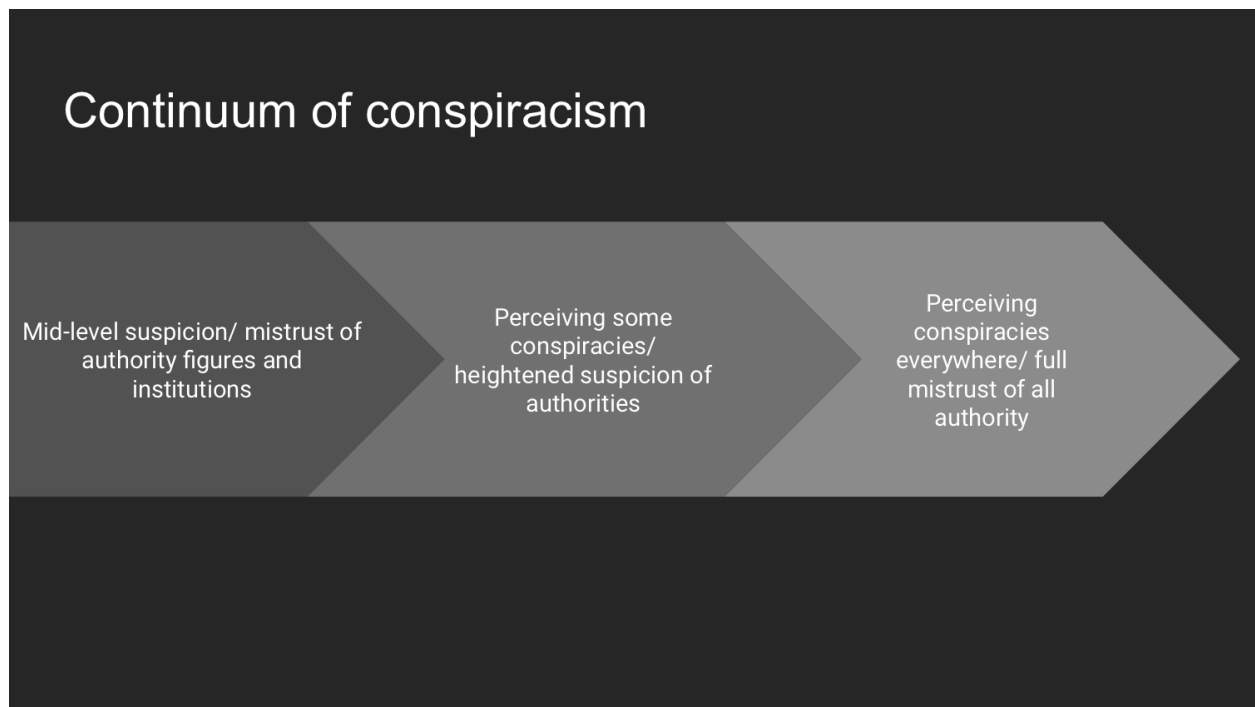 Continuum of conspiracism
Mid-level suspicion/ mistrust of
authority figures and
institutions
Perceiving some
conspiracies/
heightened suspicion of
authorities
Perceiving
conspiracies
everywhere/ full
mistrust of all
authority